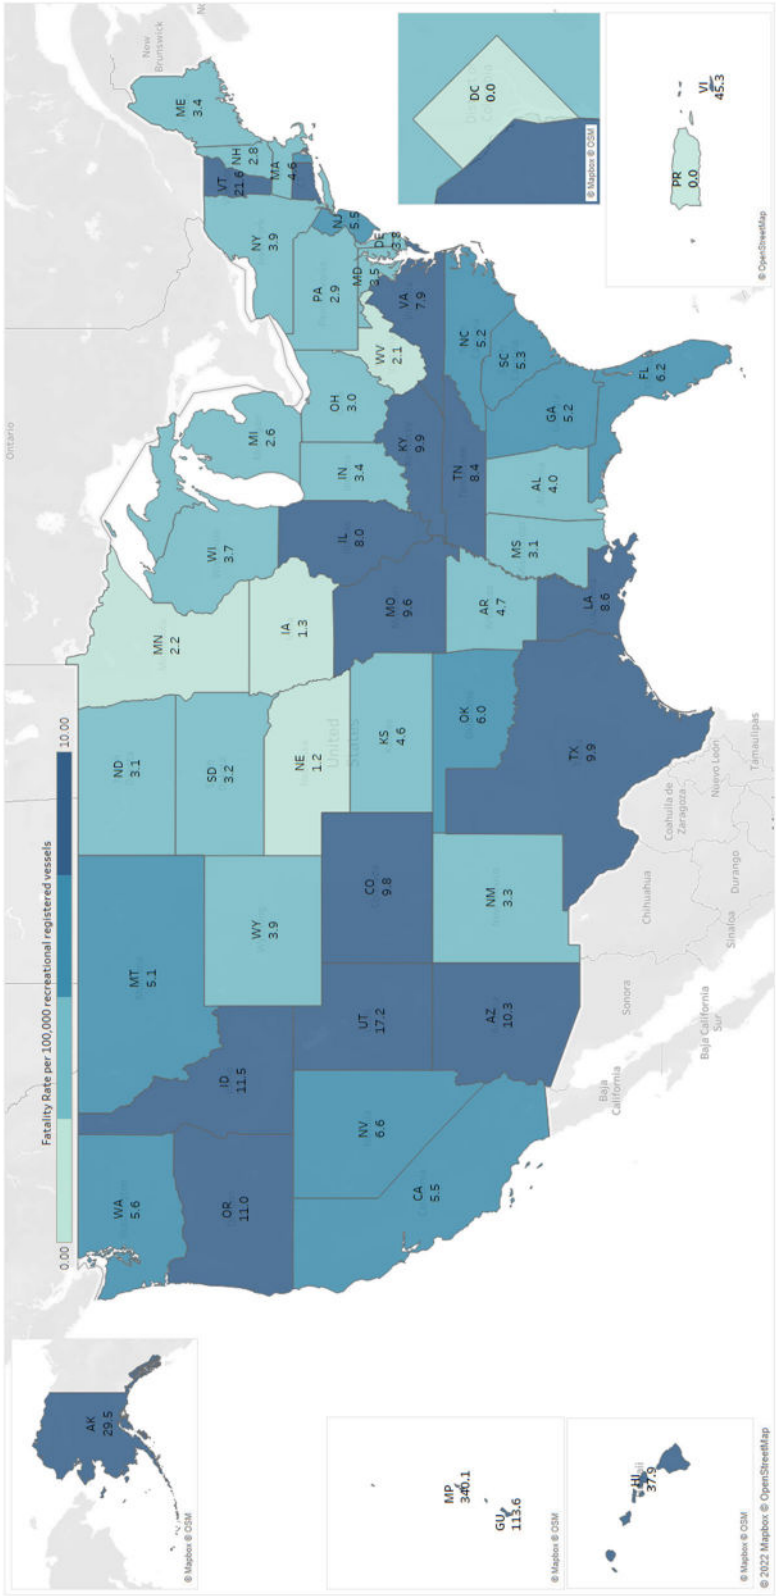 Fatality Rate per 100,000 recreational registered vessels
0.00
10.00
Ontario
New
Brunswick
AK
29.5
© Mapbox © OSM
WA
5.6
OR
11.0
CA
5.5
NV
6.6
ID
11.5
MT
5.1
WY
3.9
UT
17.2
CO
9.8
AZ
10.3
NM
3.3
ND
3.1
SD
3.2
NE
1.2
United
States
KS
4.6
OK
6.0
TX
9.9
MN
2.2
IA
1.3
MO
9.6
AR
4.7
LA
8.6
WI
3.7
IL
8.0
MI
2.6
IN
3.4
OH
3.0
KY
9.9
TN
8.4
MS
3.1
AL
4.0
GA
5.2
FL
6.2
SC
5.3
NC
5.2
VA
7.9
WV
2.1
MD
3.5
DE
3.8
PA
2.9
NJ
5.5
NY
3.9
VT
21.6
NH
2.8
MA
4.6
ME
3.4
Baja
California
Baja California
Sur
Sonora
Chihuahua
Sinaloa
Durango
Coahuila de
Zaragoza
Nuevo León
Tamaulipas
MP
340.1
GU
113.6
© Mapbox © OSM
HI
37.9
© Mapbox © OSM
DC
0.0
© Mapbox © OSM
PR
0.0
VI
45.3
© OpenStreetMap
© 2022 Mapbox © OpenStreetMap